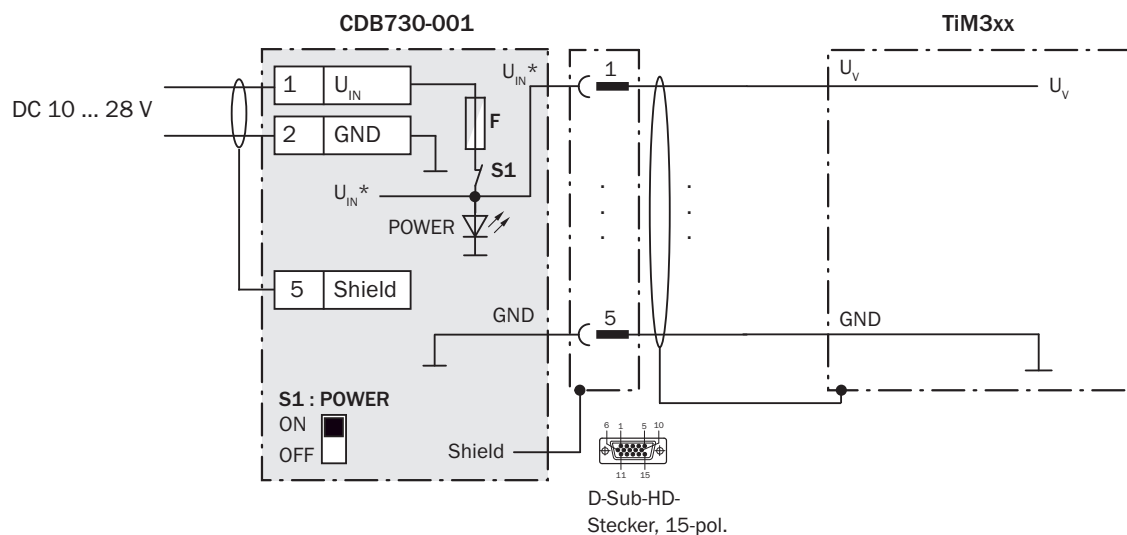 CDB730-001
TiM3xx
DC 10 ... 28 V
1 U_IN
2 GND
F
S1
U_IN*
POWER
5 Shield
GND
S1 : POWER
ON
OFF
Shield
U_IN*
1
. .
. .
. .
5
U_V
U_V
GND
6 1 5 10
11 15
D-Sub-HD-
Stecker, 15-pol.